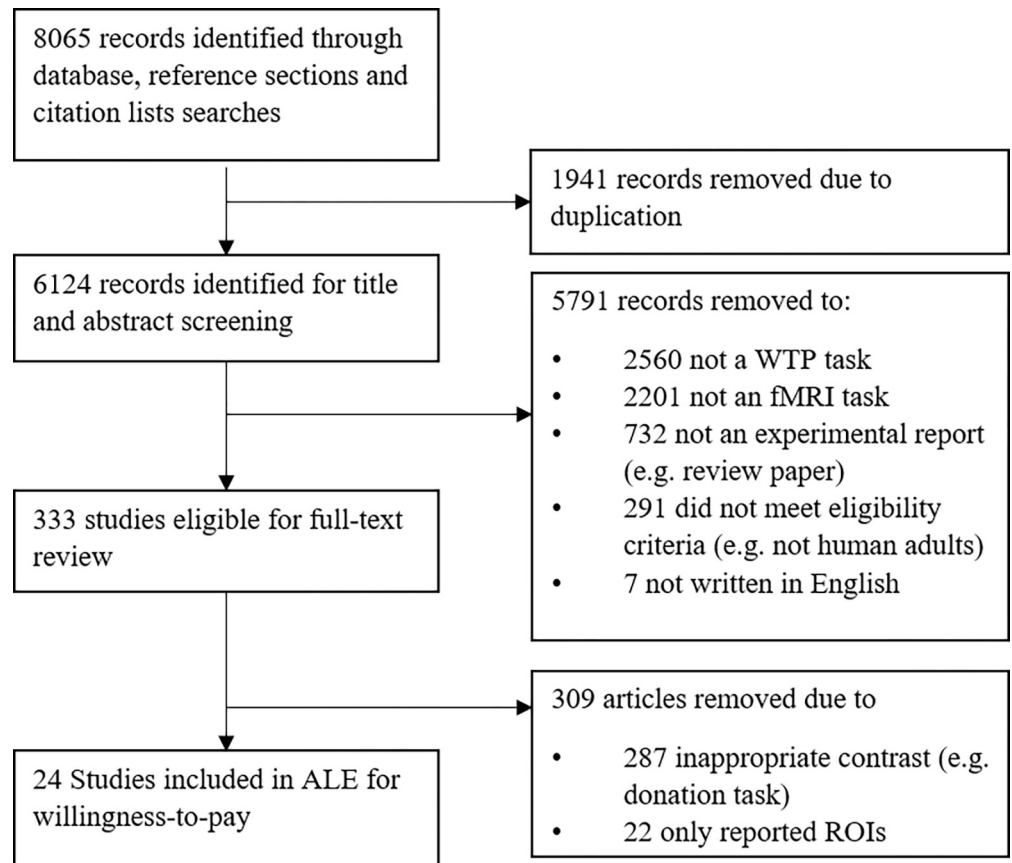 8065 records identified through
database, reference sections and
citation lists searches
1941 records removed due to
duplication
6124 records identified for title
and abstract screening
5791 records removed to:
• 2560 not a WTP task
• 2201 not an fMRI task
• 732 not an experimental report
(e.g. review paper)
• 291 did not meet eligibility
criteria (e.g. not human adults)
• 7 not written in English
333 studies eligible for full-text
review
309 articles removed due to
• 287 inappropriate contrast (e.g.
donation task)
• 22 only reported ROIs
24 Studies included in ALE for
willingness-to-pay